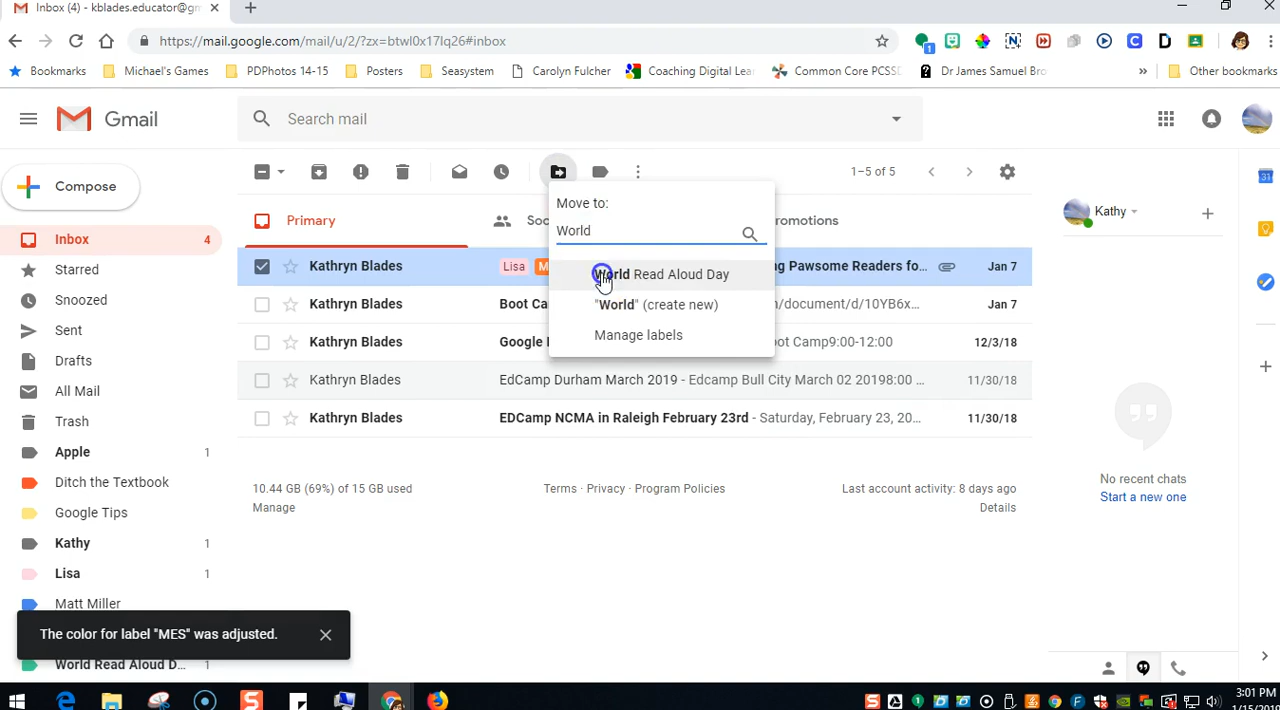 Inbox (4) - kblades.educator@gm
https://mail.google.com/mail/u/2/?zx=btwl0x17lq26#inbox
Bookmarks Michael's Games PDPhotos 14-15 Posters Seasystem Carolyn Fulcher Coaching Digital Lea Common Core PCSSD Dr James Samuel Bro » Other bookmarks
Gmail
Search mail
Compose
1–5 of 5
Move to:
World
World Read Aloud Day
"World" (create new)
Manage labels
Primary Soc omotions
Kathy
Inbox 4
Starred
Snoozed
Sent
Drafts
All Mail
Trash
Apple 1
Ditch the Textbook
Google Tips
Kathy 1
Lisa 1
Matt Miller
World Read Aloud D... 1
Kathryn Blades Lisa M ng Pawsome Readers fo... Jan 7
Kathryn Blades Boot Ca n/document/d/10YB6x... Jan 7
Kathryn Blades Google oot Camp9:00-12:00 12/3/18
Kathryn Blades EdCamp Durham March 2019 - Edcamp Bull City March 02 20198:00 ... 11/30/18
Kathryn Blades EDCamp NCMA in Raleigh February 23rd - Saturday, February 23, 20... 11/30/18
10.44 GB (69%) of 15 GB used
Manage
Terms · Privacy · Program Policies
Last account activity: 8 days ago
Details
No recent chats
Start a new one
The color for label "MES" was adjusted.
3:01 PM